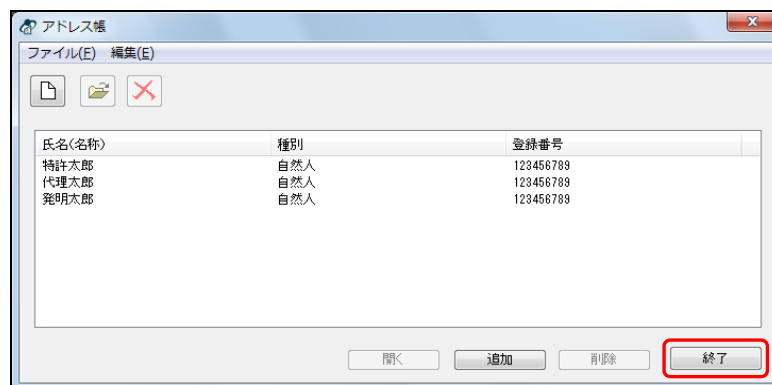 アドレス帳
ファイル(F) 編集(E)
氏名(名称) 種別 登録番号
特許太郎 自然人 123456789
代理太郎 自然人 123456789
発明太郎 自然人 123456789
開く 追加 削除 終了